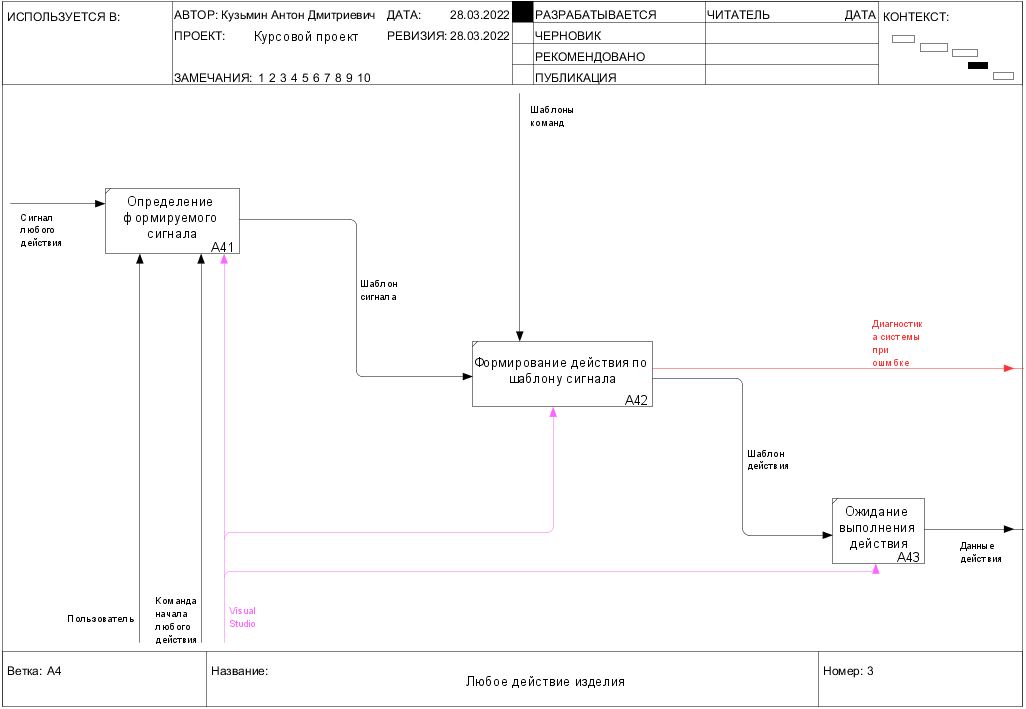 ИСПОЛЬЗУЕТСЯ В:
АВТОР: Кузьмин Антон Дмитриевич
ДАТА: 28.03.2022
ПРОЕКТ: Курсовой проект
РЕВИЗИЯ: 28.03.2022
ЗАМЕЧАНИЯ: 1 2 3 4 5 6 7 8 9 10
РАЗРАБАТЫВАЕТСЯ
ЧЕРНОВИК
РЕКОМЕНДОВАНО
ПУБЛИКАЦИЯ
ЧИТАТЕЛЬ
ДАТА
КОНТЕКСТ:
Шаблоны
команд
Сигнал
любого
действия
Определение
формируемого
сигнала
A41
Шаблон
сигнала
Диагностик
а системы
при
ошмбке
Формирование действия по
шаблону сигнала
A42
Шаблон
действия
Ожидание
выполнения
действия
A43
Данные
действия
Пользователь
Команда
начала
любого
действия
Visual
Studio
Ветка: A4
Название:
Любое действие изделия
Номер: 3